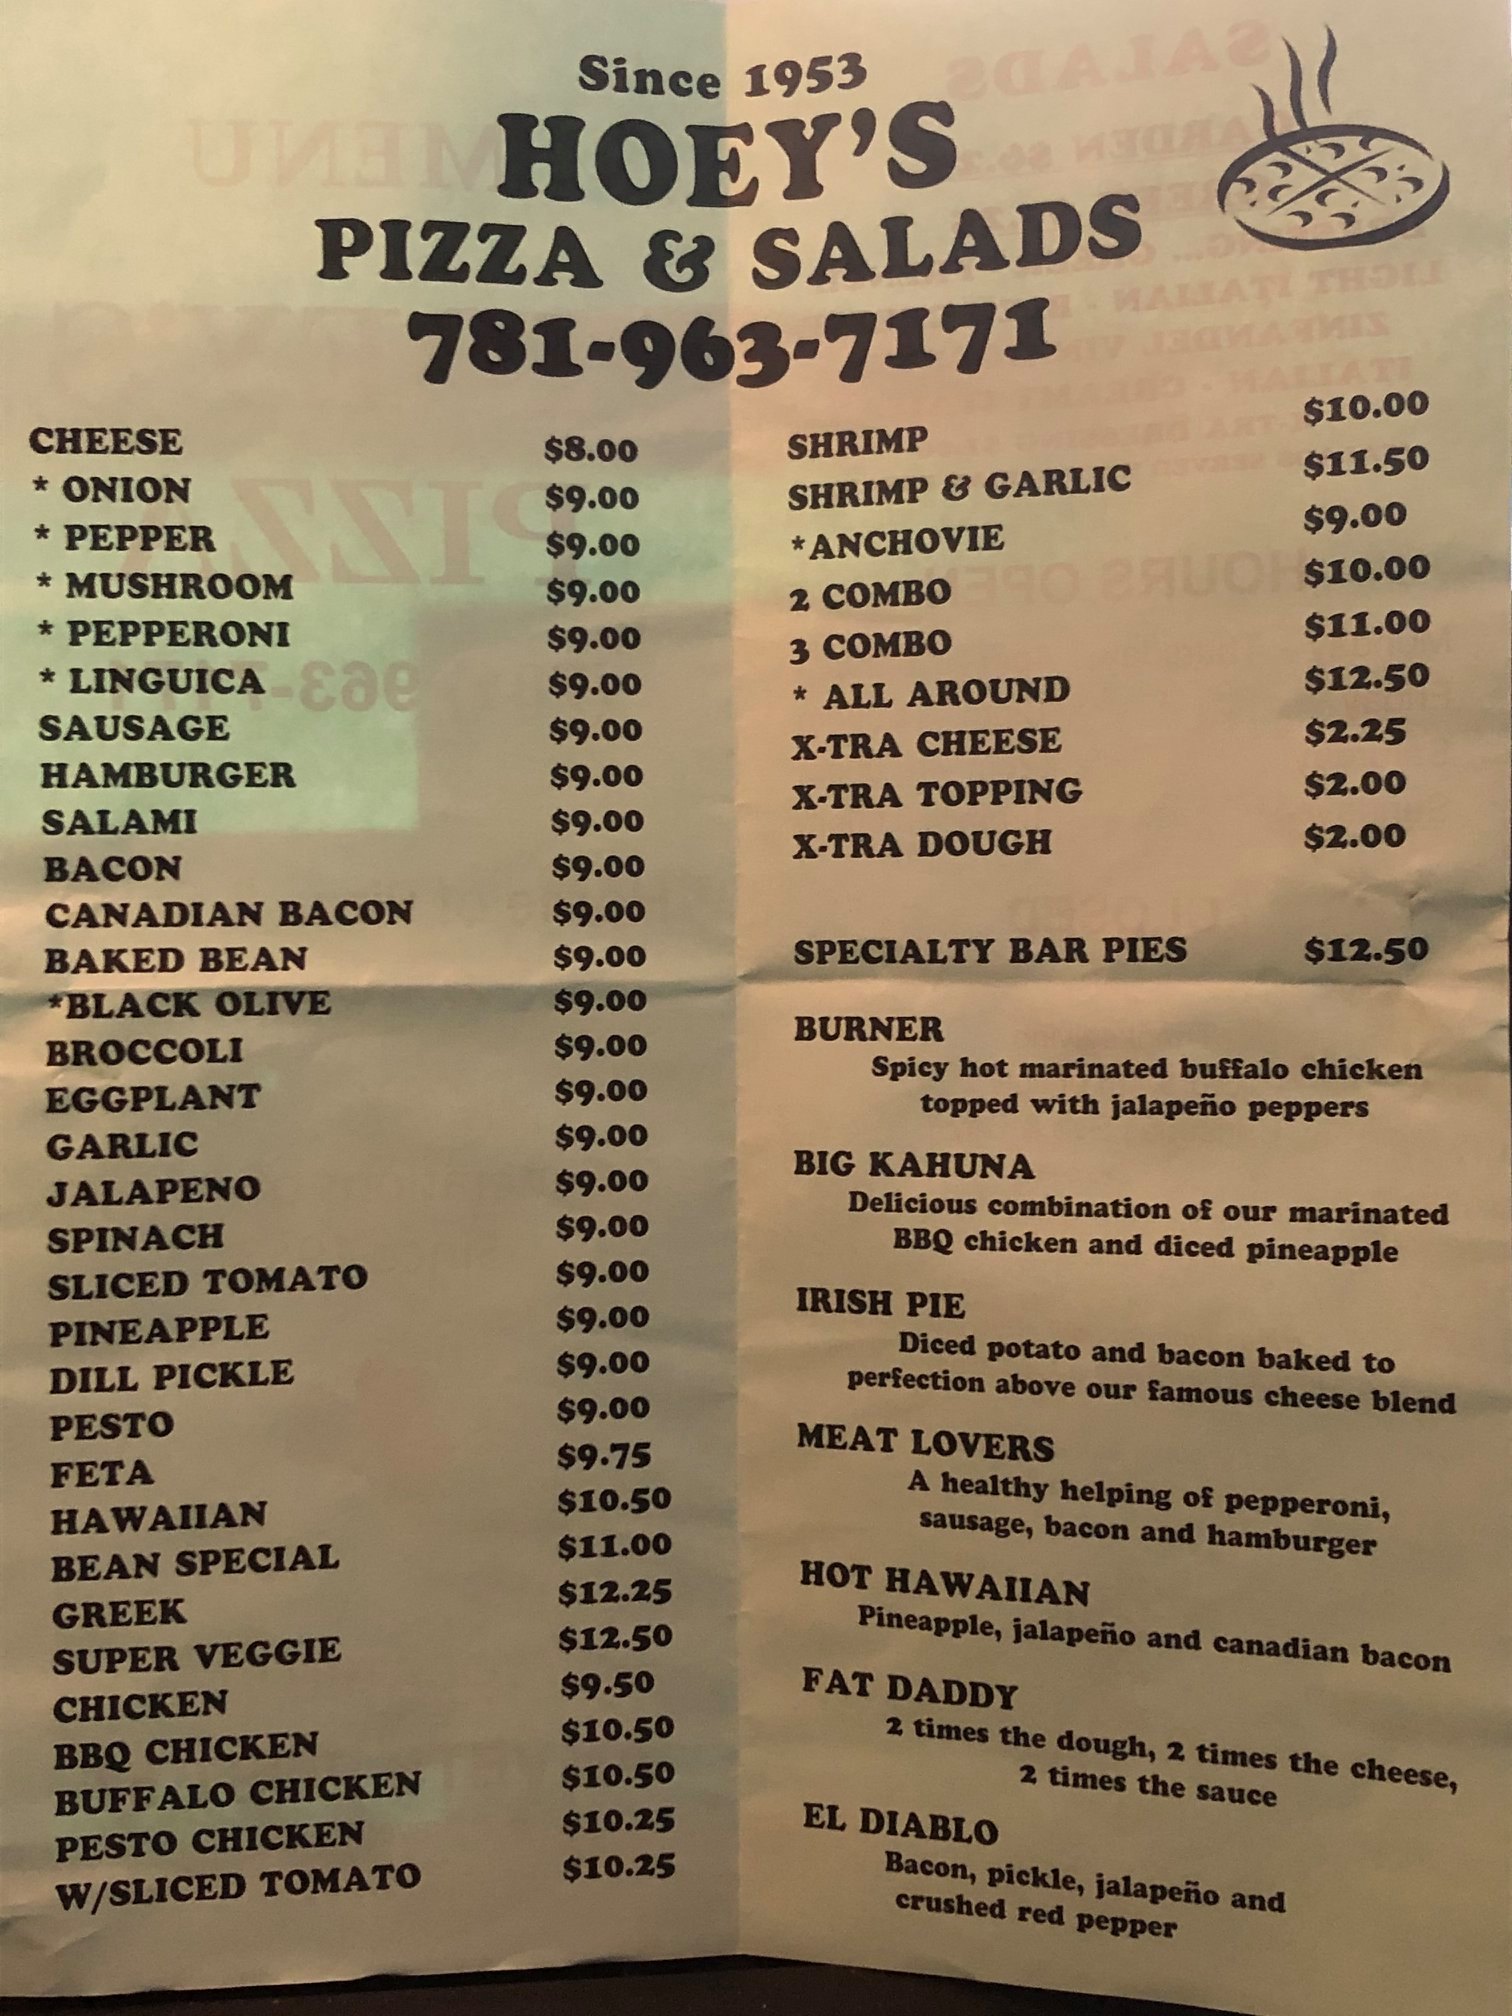 Since 1953
HOEY'S
PIZZA & SALADS
781-963-7171
CHEESE $8.00
* ONION $9.00
* PEPPER $9.00
* MUSHROOM $9.00
* PEPPERONI $9.00
* LINGUICA $9.00
SAUSAGE $9.00
HAMBURGER $9.00
SALAMI $9.00
BACON $9.00
CANADIAN BACON $9.00
BAKED BEAN $9.00
*BLACK OLIVE $9.00
BROCCOLI $9.00
EGGPLANT $9.00
GARLIC $9.00
JALAPENO $9.00
SPINACH $9.00
SLICED TOMATO $9.00
PINEAPPLE $9.00
DILL PICKLE $9.00
PESTO $9.00
FETA $9.75
HAWAIIAN $10.50
BEAN SPECIAL $11.00
GREEK $12.25
SUPER VEGGIE $12.50
CHICKEN $9.50
BBQ CHICKEN $10.50
BUFFALO CHICKEN $10.50
PESTO CHICKEN $10.25
W/SLICED TOMATO $10.25
SHRIMP $10.00
SHRIMP & GARLIC $11.50
*ANCHOVIE $9.00
2 COMBO $10.00
3 COMBO $11.00
* ALL AROUND $12.50
X-TRA CHEESE $2.25
X-TRA TOPPING $2.00
X-TRA DOUGH $2.00
SPECIALTY BAR PIES $12.50
BURNER
Spicy hot marinated buffalo chicken
topped with jalapeño peppers
BIG KAHUNA
Delicious combination of our marinated
BBQ chicken and diced pineapple
IRISH PIE
Diced potato and bacon baked to
perfection above our famous cheese blend
MEAT LOVERS
A healthy helping of pepperoni,
sausage, bacon and hamburger
HOT HAWAIIAN
Pineapple, jalapeño and canadian bacon
FAT DADDY
2 times the dough, 2 times the cheese,
2 times the sauce
EL DIABLO
Bacon, pickle, jalapeño and
crushed red pepper